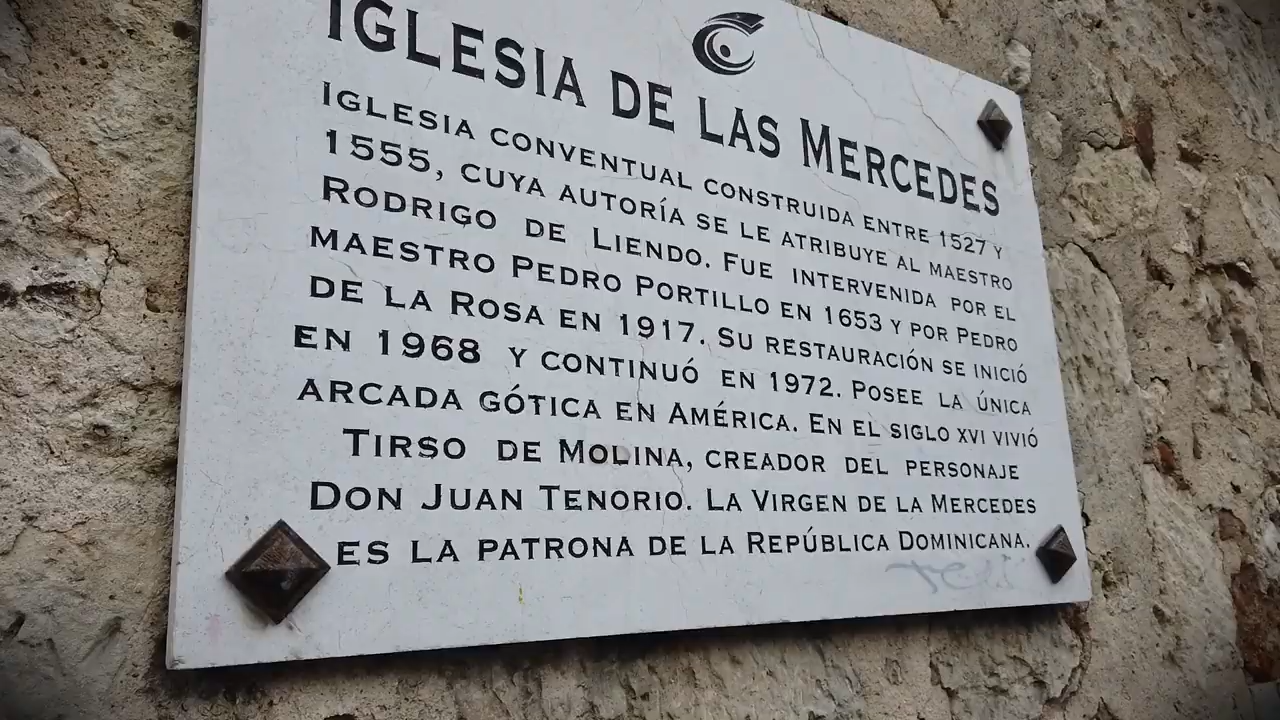 IGLESIA DE LAS MERCEDES
IGLESIA CONVENTUAL CONSTRUIDA ENTRE 1527 Y
1555, CUYA AUTORÍA SE LE ATRIBUYE AL MAESTRO
RODRIGO DE LIENDO. FUE INTERVENIDA POR EL
MAESTRO PEDRO PORTILLO EN 1653 Y POR PEDRO
DE LA ROSA EN 1917. SU RESTAURACIÓN SE INICIÓ
EN 1968 Y CONTINUÓ EN 1972. POSEE LA ÚNICA
ARCADA GÓTICA EN AMÉRICA. EN EL SIGLO XVI VIVIÓ
TIRSO DE MOLINA, CREADOR DEL PERSONAJE
DON JUAN TENORIO. LA VIRGEN DE LA MERCEDES
ES LA PATRONA DE LA REPÚBLICA DOMINICANA.